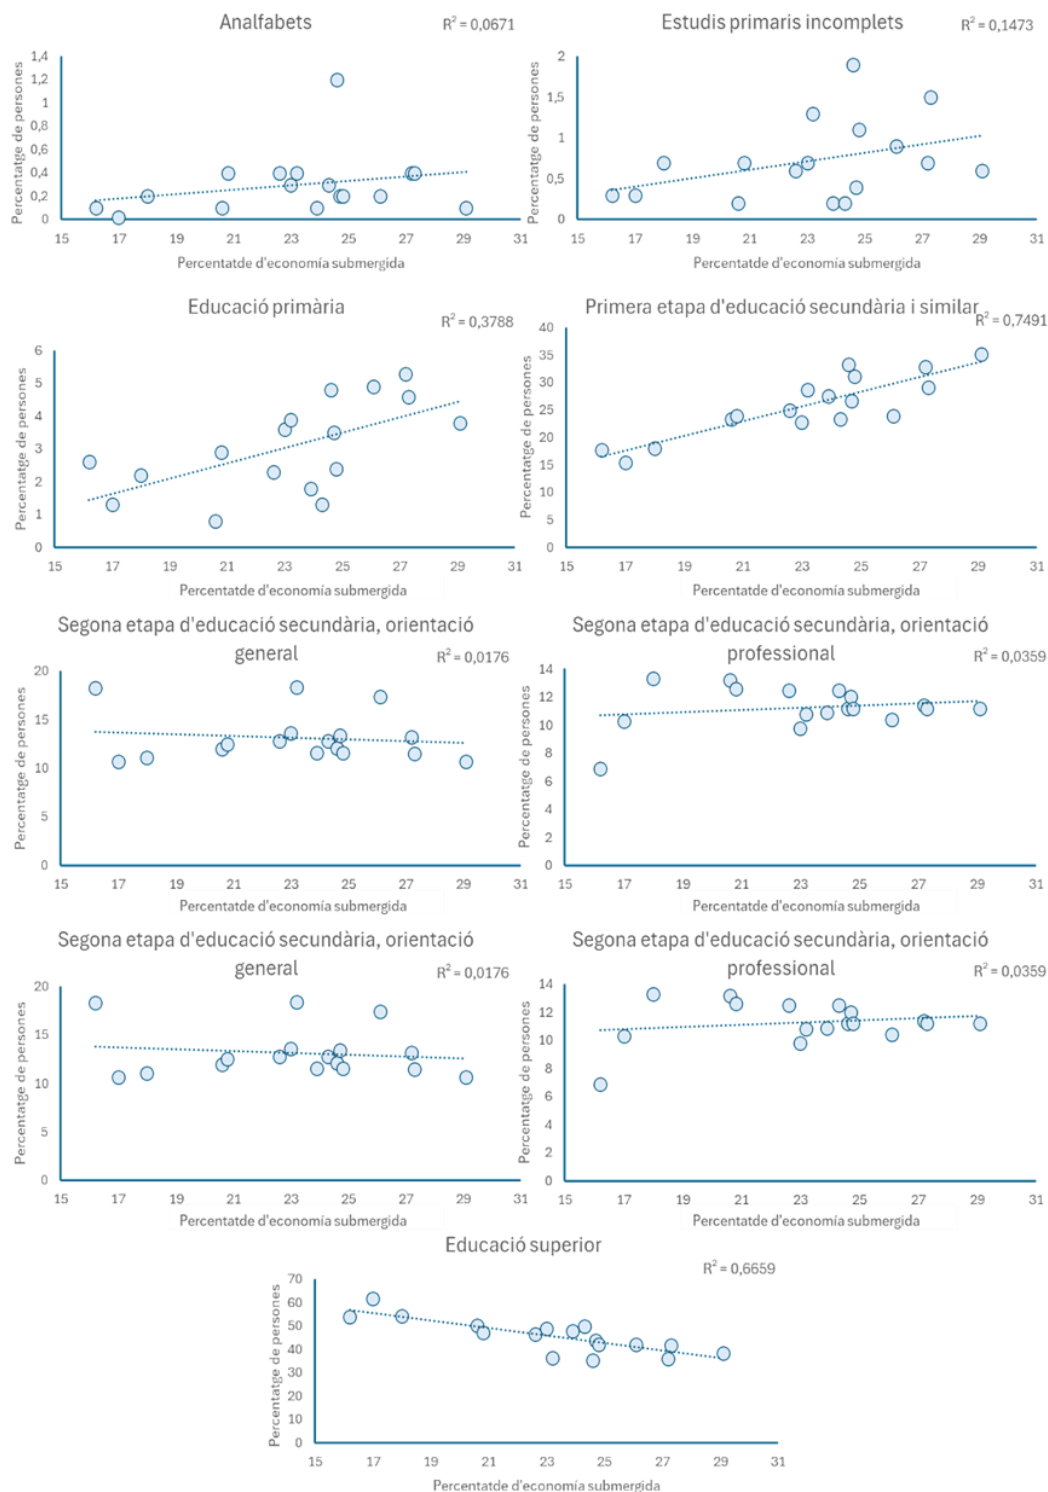 Analfabets
R² = 0,0671
Percentatge de persones
1,4
1,2
1
0,8
0,6
0,4
0,2
0
15 17 19 21 23 25 27 29 31
Percentatde d'economía submergida
Estudis primaris incomplets
R² = 0,1473
Percentatge de persones
2
1,5
1
0,5
0
15 17 19 21 23 25 27 29 31
Percentatde d'economía submergida
Educació primària
R² = 0,3788
Percentatge de persones
6
5
4
3
2
1
0
15 17 19 21 23 25 27 29 31
Percentatde d'economía submergida
Primera etapa d'educació secundària i similar
R² = 0,7491
Percentatge de persones
40
35
30
25
20
15
10
5
0
15 17 19 21 23 25 27 29 31
Percentatde d'economía submergida
Segona etapa d'educació secundària, orientació
general
R² = 0,0176
Percentatge de persones
20
15
10
5
0
15 17 19 21 23 25 27 29 31
Percentatde d'economía submergida
Segona etapa d'educació secundària, orientació
professional
R² = 0,0359
Percentatge de persones
14
12
10
8
6
4
2
0
15 17 19 21 23 25 27 29 31
Percentatde d'economía submergida
Segona etapa d'educació secundària, orientació
general
R² = 0,0176
Percentatge de persones
20
15
10
5
0
15 17 19 21 23 25 27 29 31
Percentatde d'economía submergida
Segona etapa d'educació secundària, orientació
professional
R² = 0,0359
Percentatge de persones
14
12
10
8
6
4
2
0
15 17 19 21 23 25 27 29 31
Percentatde d'economía submergida
Educació superior
R² = 0,6659
Percentatge de persones
70
60
50
40
30
20
10
0
15 17 19 21 23 25 27 29 31
Percentatde d'economía submergida